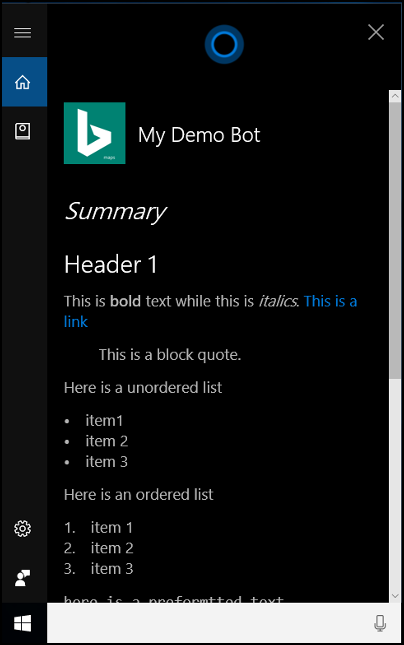 maps
My Demo Bot
Summary
Header 1
This is bold text while this is italics. This is a
link
This is a block quote.
Here is a unordered list
• item1
• item 2
• item 3
Here is an ordered list
1. item 1
2. item 2
3. item 3
here is a preformtted text